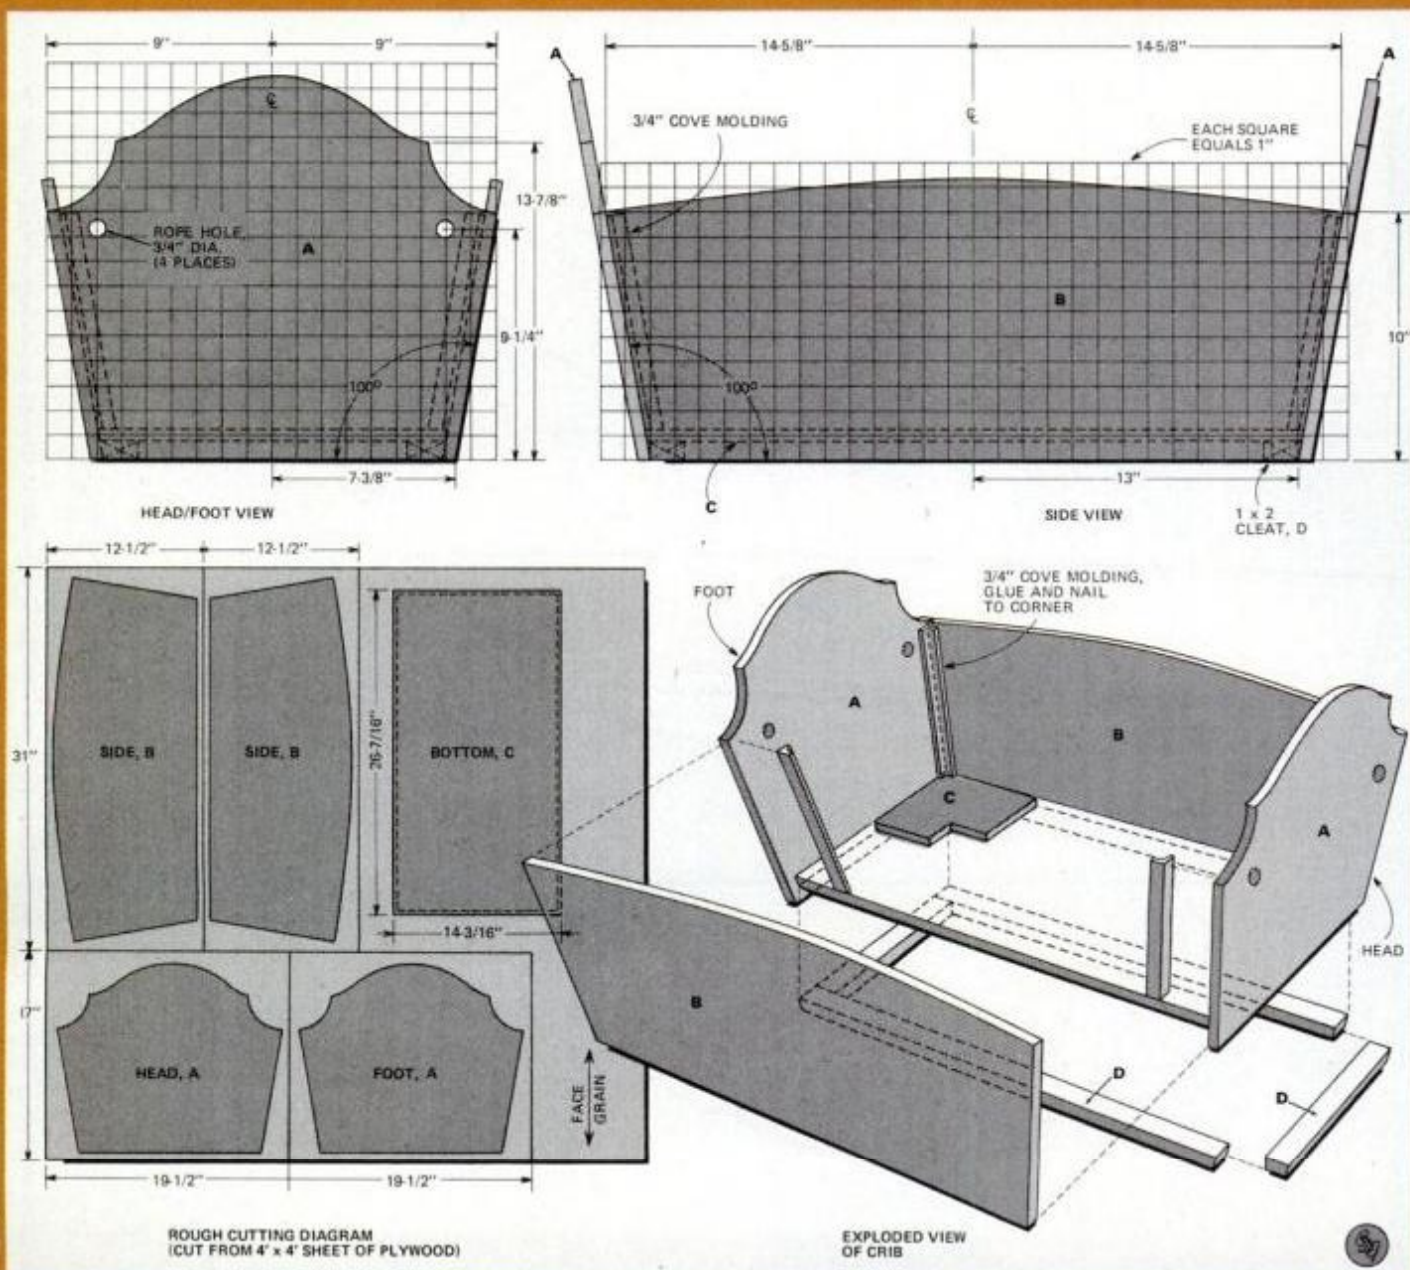 9"
9"
℄
13-7/8"
ROPE HOLE,
3/4" DIA.
(4 PLACES)
A
9-1/4"
100°
7-3/8"
HEAD/FOOT VIEW
14-5/8"
14-5/8"
A
A
℄
3/4" COVE MOLDING
EACH SQUARE
EQUALS 1"
B
10"
100°
13"
C
SIDE VIEW
1 x 2
CLEAT, D
12-1/2"
12-1/2"
31"
SIDE, B
SIDE, B
26-7/16"
BOTTOM, C
14-3/16"
17"
HEAD, A
FOOT, A
FACE
GRAIN
19-1/2"
19-1/2"
ROUGH CUTTING DIAGRAM
(CUT FROM 4' x 4' SHEET OF PLYWOOD)
FOOT
3/4" COVE MOLDING,
GLUE AND NAIL
TO CORNER
A
B
C
A
HEAD
B
D
D
EXPLODED VIEW
OF CRIB